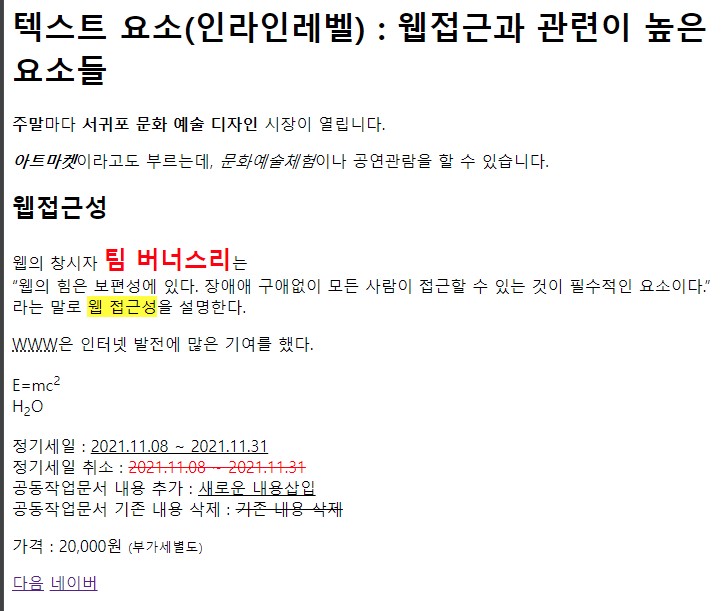 텍스트 요소(인라인레벨) : 웹접근과 관련이 높은
요소들
주말마다 서귀포 문화 예술 디자인 시장이 열립니다.
아트마켓이라고도 부르는데, 문화예술체험이나 공연관람을 할 수 있습니다.
웹접근성
웹의 창시자 팀 버너스리는
"웹의 힘은 보편성에 있다. 장애애 구애없이 모든 사람이 접근할 수 있는 것이 필수적인 요소이다."
라는 말로 웹 접근성을 설명한다.
WWW은 인터넷 발전에 많은 기여를 했다.
E=mc²
H₂O
정기세일 : 2021.11.08 ~ 2021.11.31
정기세일 취소 : 2021.11.08 ~ 2021.11.31
공동작업문서 내용 추가 : 새로운 내용삽입
공동작업문서 기존 내용 삭제 : 기존 내용 삭제
가격 : 20,000원 (부가세별도)
다음 네이버